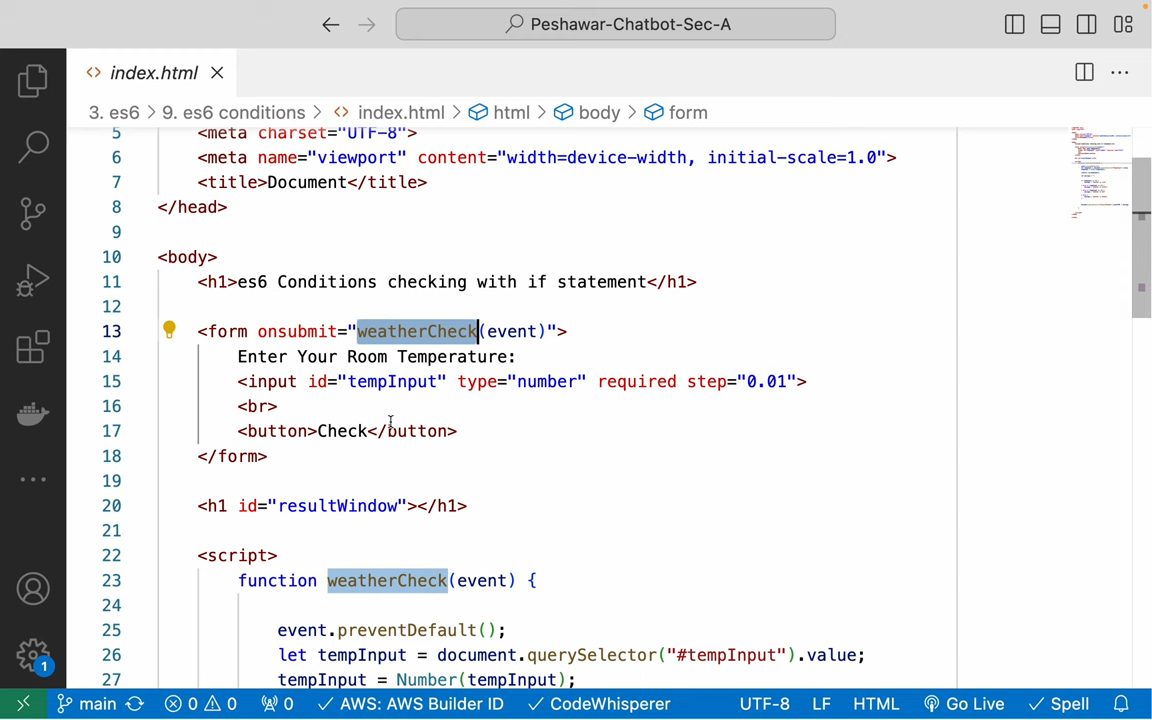 Peshawar-Chatbot-Sec-A
index.html
3. es6 > 9. es6 conditions > <> index.html > html > body > form
5 <meta charset="UTF-8">
6 <meta name="viewport" content="width=device-width, initial-scale=1.0">
7 <title>Document</title>
8 </head>
9
10 <body>
11 <h1>es6 Conditions checking with if statement</h1>
12
13 <form onsubmit="weatherCheck(event)">
14 Enter Your Room Temperature:
15 <input id="tempInput" type="number" required step="0.01">
16 <br>
17 <button>Check</button>
18 </form>
19
20 <h1 id="resultWindow"></h1>
21
22 <script>
23 function weatherCheck(event) {
24
25 event.preventDefault();
26 let tempInput = document.querySelector("#tempInput").value;
27 tempInput = Number(tempInput);
1
main 0 0 0 AWS: AWS Builder ID CodeWhisperer UTF-8 LF HTML Go Live Spell